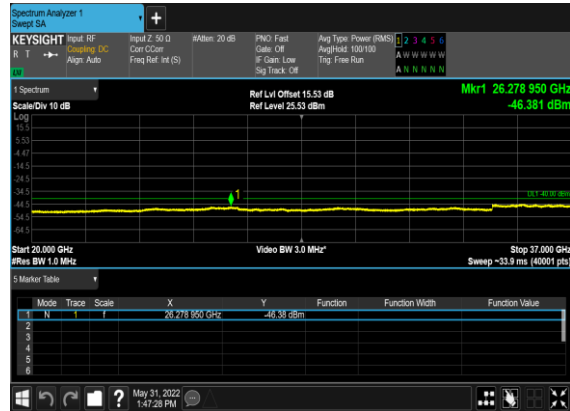 Spectrum Analyzer 1
Swept SA
+
KEYSIGHT Input: RF Input Z: 50 Ω #Atten: 20 dB PNO: Fast Avg Type: Power (RMS) 1 2 3 4 5 6
R T Coupling: DC Corr CCorr Gate: Off Avg|Hold: 100/100 A W W W W W
Align: Auto Freq Ref: Int (S) IF Gain: Low Trig: Free Run
Sig Track: Off A N N N N N
1 Spectrum
Ref Lvl Offset 15.53 dB Mkr1 26.278 950 GHz
Scale/Div 10 dB Ref Level 25.53 dBm -46.381 dBm
Log
15.5
5.53
-4.47
-14.5
-24.5
-34.5
1
-44.5
-54.5
-64.5
Start 20.000 GHz Video BW 3.0 MHz* Stop 37.000 GHz
#Res BW 1.0 MHz Sweep ~33.9 ms (40001 pts)
5 Marker Table
Mode Trace Scale X Y Function Function Width Function Value
1 N 1 f 26.278 950 GHz -46.38 dBm
2
3
4
5
6
? May 31, 2022
1:47:28 PM